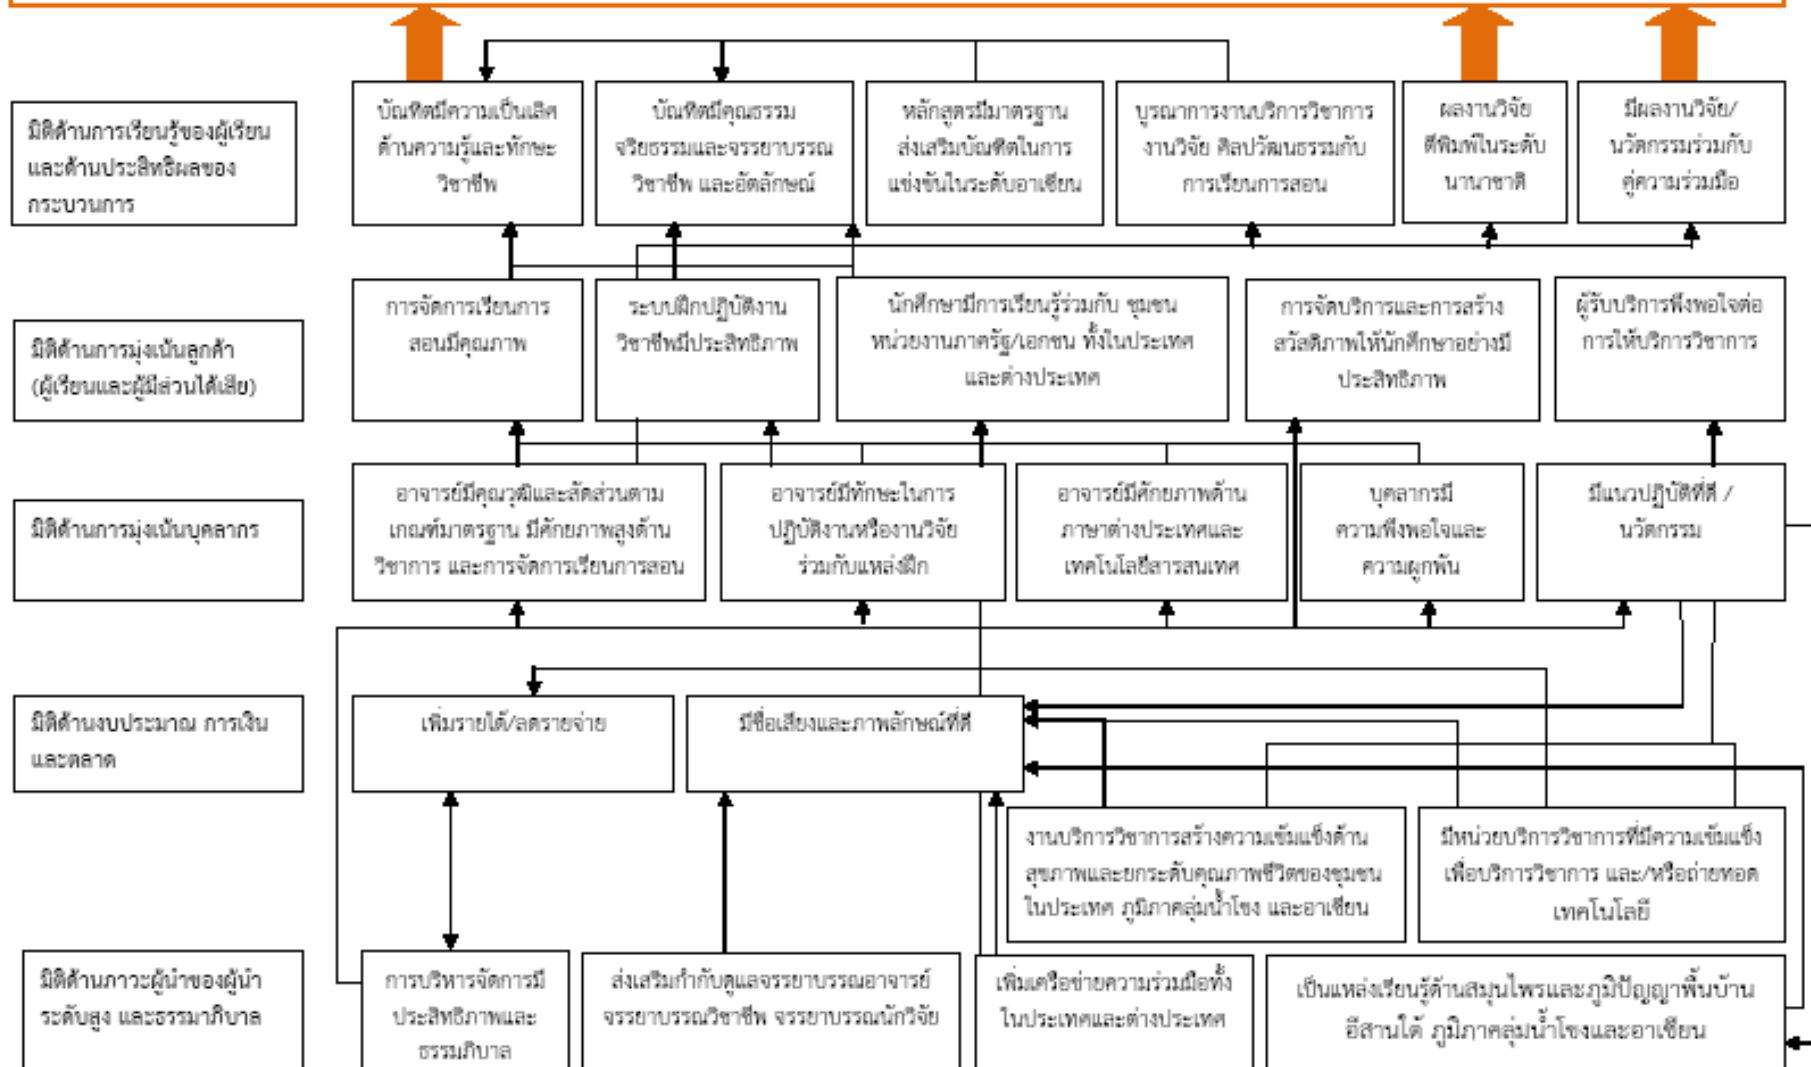 มิติด้านการเรียนรู้ของผู้เรียน
และด้านประสิทธิผลของ
กระบวนการ
บัณฑิตมีความเป็นเลิศ
ด้านความรู้และทักษะ
วิชาชีพ
บัณฑิตมีคุณธรรม
จริยธรรมและจรรยาบรรณ
วิชาชีพ และอัตลักษณ์
หลักสูตรมีมาตรฐาน
ส่งเสริมบัณฑิตในการ
แข่งขันในระดับอาเซียน
บูรณาการงานบริการวิชาการ
งานวิจัย ศิลปวัฒนธรรมกับ
การเรียนการสอน
ผลงานวิจัย
ตีพิมพ์ในระดับ
นานาชาติ
มีผลงานวิจัย/
นวัตกรรมร่วมกับ
คู่ความร่วมมือ
มิติด้านการมุ่งเน้นลูกค้า
(ผู้เรียนและผู้มีส่วนได้เสีย)
การจัดการเรียนการ
สอนมีคุณภาพ
ระบบฝึกปฏิบัติงาน
วิชาชีพมีประสิทธิภาพ
นักศึกษามีการเรียนรู้ร่วมกับ ชุมชน
หน่วยงานภาครัฐ/เอกชน ทั้งในประเทศ
และต่างประเทศ
การจัดบริการและการสร้าง
สวัสดิภาพให้นักศึกษาอย่างมี
ประสิทธิภาพ
ผู้รับบริการพึงพอใจต่อ
การให้บริการวิชาการ
มิติด้านการมุ่งเน้นบุคลากร
อาจารย์มีคุณวุฒิและสัดส่วนตาม
เกณฑ์มาตรฐาน มีศักยภาพสูงด้าน
วิชาการ และการจัดการเรียนการสอน
อาจารย์มีทักษะในการ
ปฏิบัติงานหรืองานวิจัย
ร่วมกับแหล่งฝึก
อาจารย์มีศักยภาพด้าน
ภาษาต่างประเทศและ
เทคโนโลยีสารสนเทศ
บุคลากรมี
ความพึงพอใจและ
ความผูกพัน
มีแนวปฏิบัติที่ดี /
นวัตกรรม
มิติด้านงบประมาณ การเงิน
และตลาด
เพิ่มรายได้/ลดรายจ่าย
มีชื่อเสียงและภาพลักษณ์ที่ดี
งานบริการวิชาการสร้างความเข้มแข็งด้าน
สุขภาพและยกระดับคุณภาพชีวิตของชุมชน
ในประเทศ ภูมิภาคลุ่มน้ำโขง และอาเซียน
มีหน่วยบริการวิชาการที่มีความเข้มแข็ง
เพื่อบริการวิชาการ และ/หรือถ่ายทอด
เทคโนโลยี
มิติด้านภาวะผู้นำของผู้นำ
ระดับสูง และธรรมาภิบาล
การบริหารจัดการมี
ประสิทธิภาพและ
ธรรมภิบาล
ส่งเสริมกำกับดูแลจรรยาบรรณอาจารย์
จรรยาบรรณวิชาชีพ จรรยาบรรณนักวิจัย
เพิ่มเครือข่ายความร่วมมือทั้ง
ในประเทศและต่างประเทศ
เป็นแหล่งเรียนรู้ด้านสมุนไพรและภูมิปัญญาพื้นบ้าน
อีสานใต้ ภูมิภาคลุ่มน้ำโขงและอาเซียน